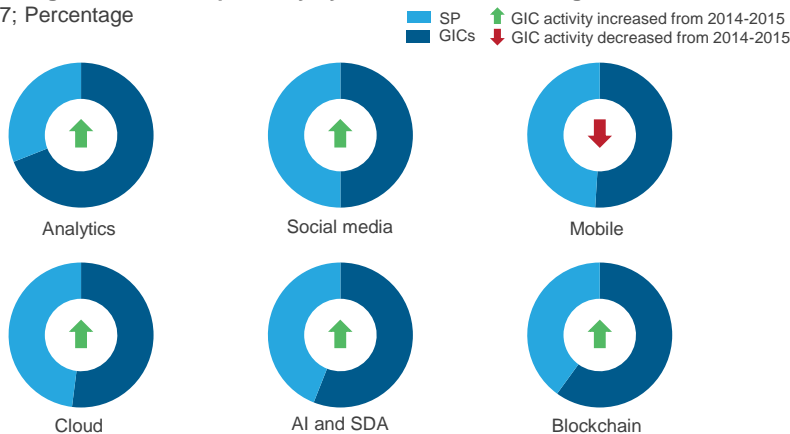 7; Percentage
SP GIC activity increased from 2014-2015
GICs GIC activity decreased from 2014-2015
Analytics Social media Mobile
Cloud AI and SDA Blockchain